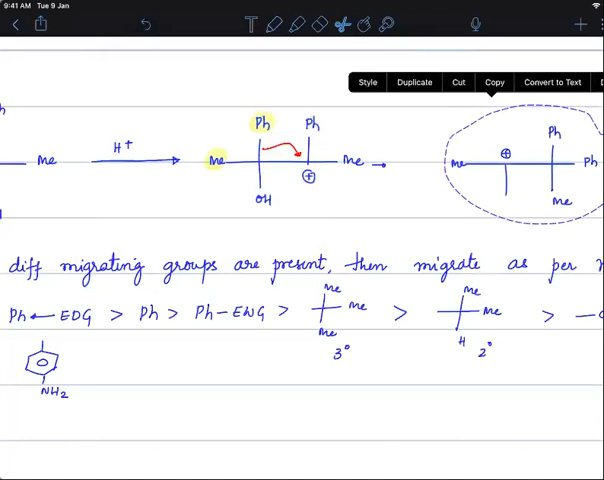 9:41 AM Tue 9 Jan
Style Duplicate Cut Copy Convert to Text
Ph Ph Ph
Me H+ Me Me ⊕ Ph
⊕
OH Me
diff migrating groups are present, then migrate as per
Me Me
Ph EDG > Ph > Ph-EWG > Me > Me >
Me H
3° 2°
NH2